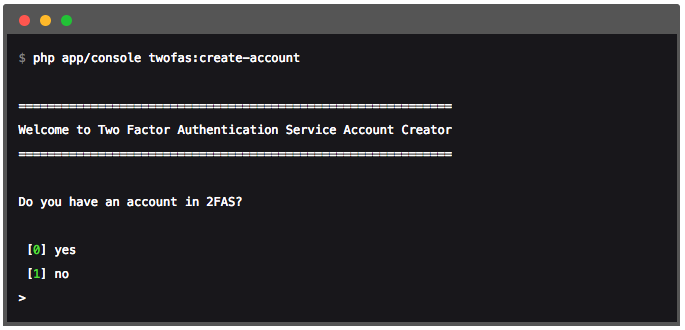 $ php app/console twofas:create-account
============================================================
Welcome to Two Factor Authentication Service Account Creator
============================================================
Do you have an account in 2FAS?
[0] yes
[1] no
>